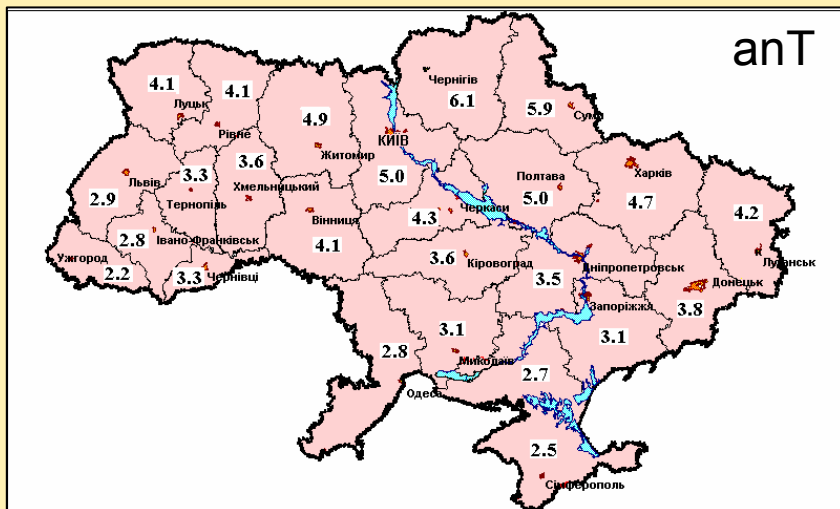 anT
4.1
Луцьк
4.1
Рівне
4.9
Житомир
КИЇВ
5.0
Чернігів
6.1
5.9
Суми
2.9
Львів
3.3
Тернопіль
3.6
Хмельницький
Вінниця
4.1
4.3
Черкаси
Полтава
5.0
Харків
4.7
4.2
Луганськ
2.8
Івано-Франківськ
Ужгород
2.2
3.3
Чернівці
3.6
Кіровоград
3.5
Дніпропетровськ
Донецьк
3.8
Запоріжжя
3.1
3.1
Миколаїв
2.8
Одеса
2.7
2.5
Сімферополь